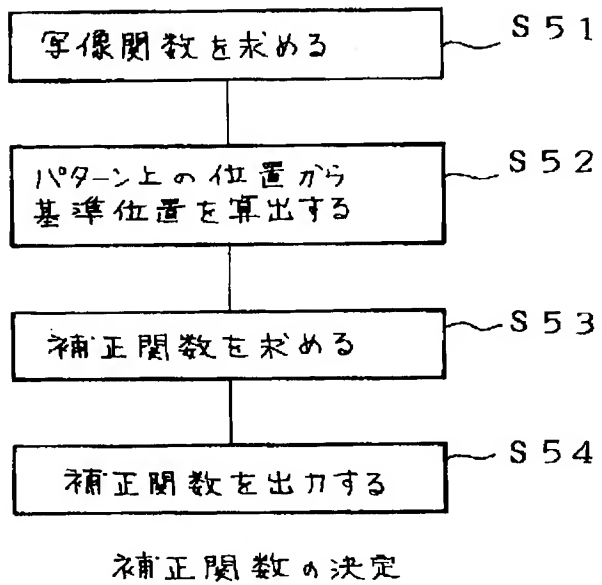 写像関数を求める
S51
パターン上の位置から
基準位置を算出する
S52
補正関数を求める
S53
補正関数を出力する
S54
補正関数の決定